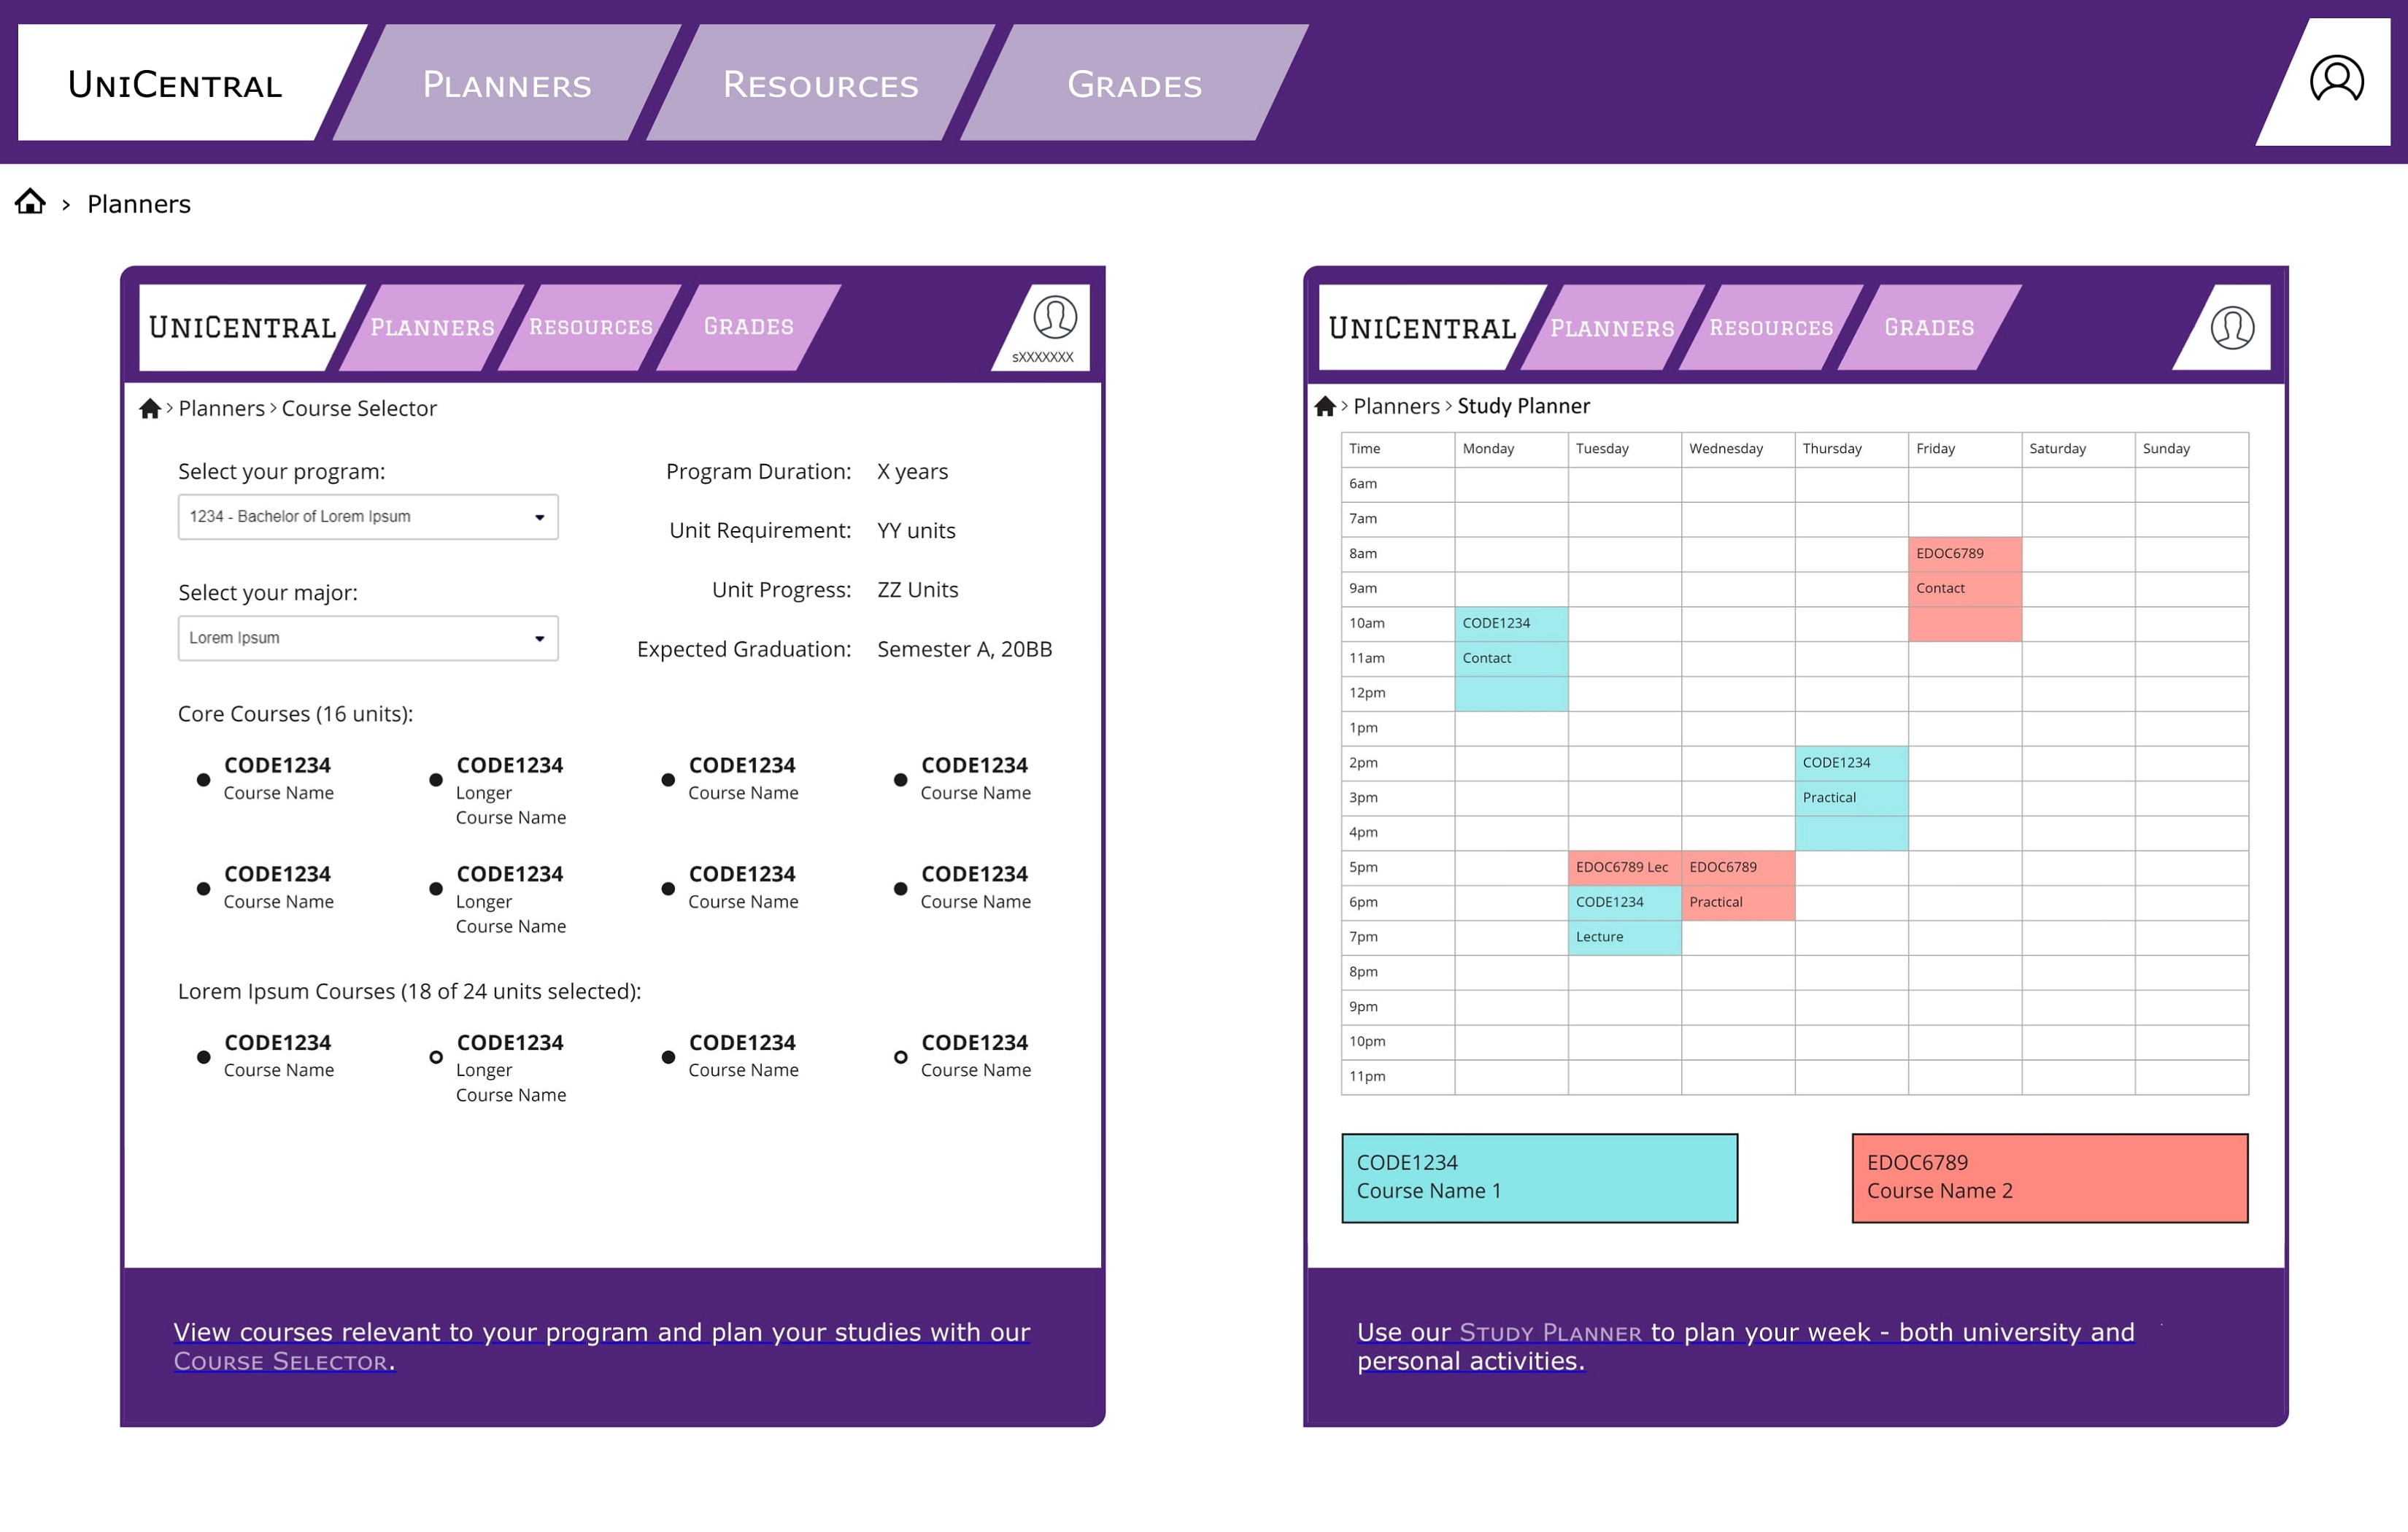 UniCentral Planners Resources Grades
› Planners
UniCentral Planners Resources Grades
sXXXXXXX
> Planners > Course Selector
Select your program:
1234 - Bachelor of Lorem Ipsum
Select your major:
Lorem Ipsum
Program Duration: X years
Unit Requirement: YY units
Unit Progress: ZZ Units
Expected Graduation: Semester A, 20BB
Core Courses (16 units):
CODE1234 CODE1234 CODE1234 CODE1234
Course Name Longer Course Name Course Name
Course Name
CODE1234 CODE1234 CODE1234 CODE1234
Course Name Longer Course Name Course Name
Course Name
Lorem Ipsum Courses (18 of 24 units selected):
CODE1234 CODE1234 CODE1234 CODE1234
Course Name Longer Course Name Course Name
Course Name
View courses relevant to your program and plan your studies with our
Course Selector.
UniCentral Planners Resources Grades
> Planners > Study Planner
Time Monday Tuesday Wednesday Thursday Friday Saturday Sunday
6am
7am
8am EDOC6789
9am Contact
10am CODE1234
11am Contact
12pm
1pm
2pm CODE1234
3pm Practical
4pm
5pm EDOC6789 Lec EDOC6789
6pm CODE1234 Practical
7pm Lecture
8pm
9pm
10pm
11pm
CODE1234
Course Name 1
EDOC6789
Course Name 2
Use our Study Planner to plan your week - both university and
personal activities.